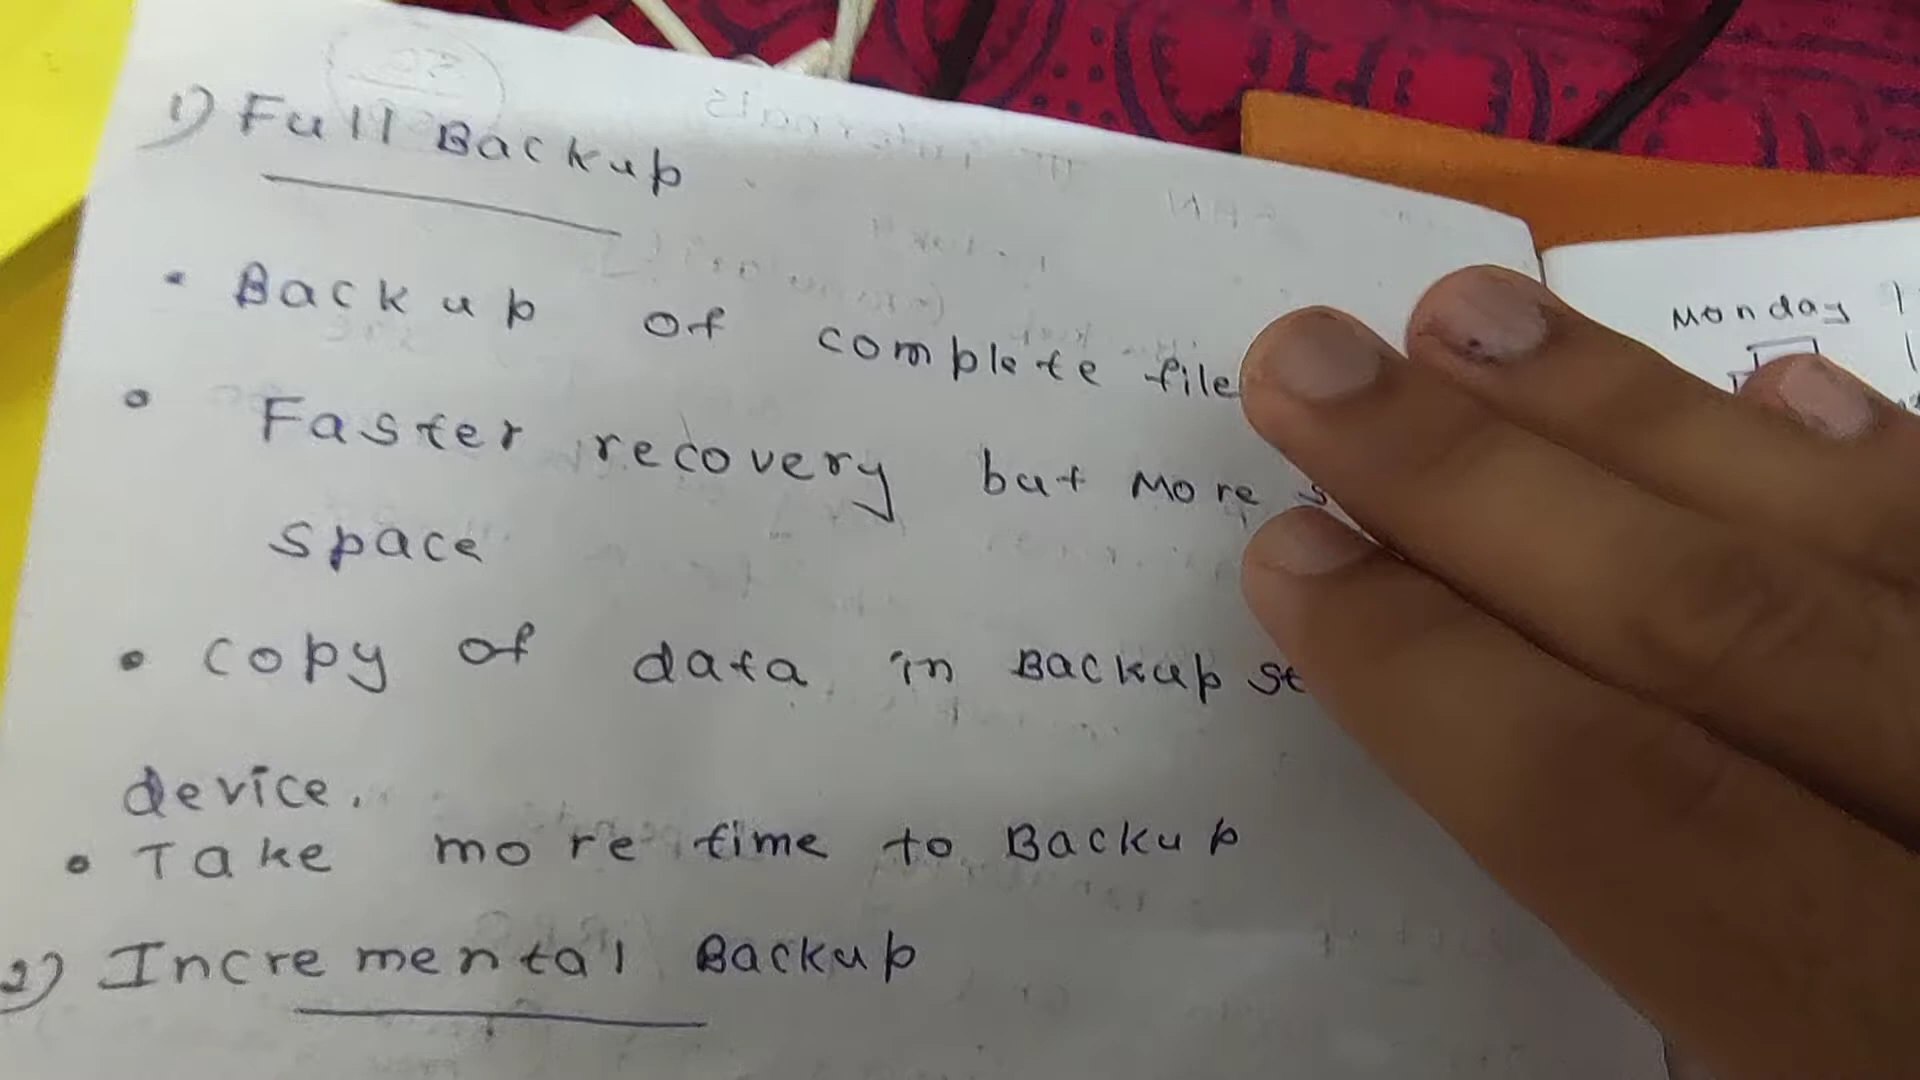 1) Full Backup
• Backup of complete file
• Faster recovery but More
space
• copy of data in Backup
device.
• Take more time to Backup
2) Incremental Backup
Monday